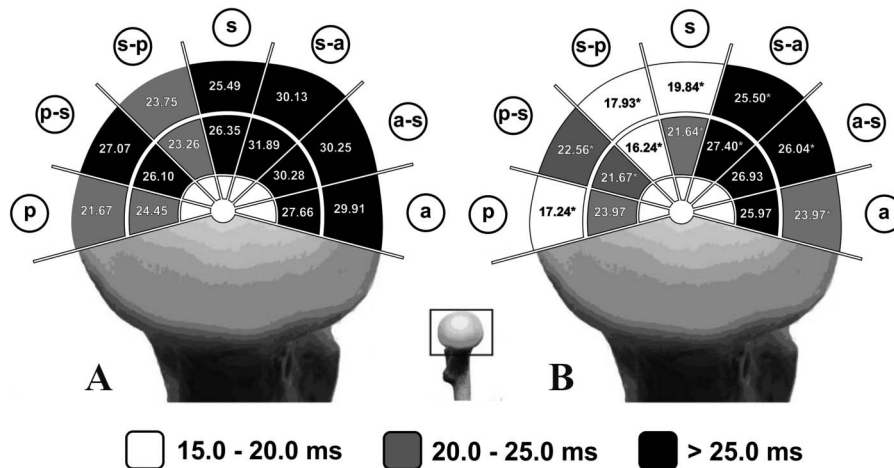 s s
s-p s-a s-p s-a
25.49 30.13 19.84* 25.50*
23.75 17.93*
p-s a-s p-s a-s
26.35 21.64*
27.07 23.26 31.89 30.25 22.56* 16.24* 27.40* 26.04*
26.10 30.28 21.67* 26.93
p 21.67 24.45 27.66 29.91 a p 17.24* 23.97 25.97 23.97* a
A B
15.0 - 20.0 ms 20.0 - 25.0 ms > 25.0 ms